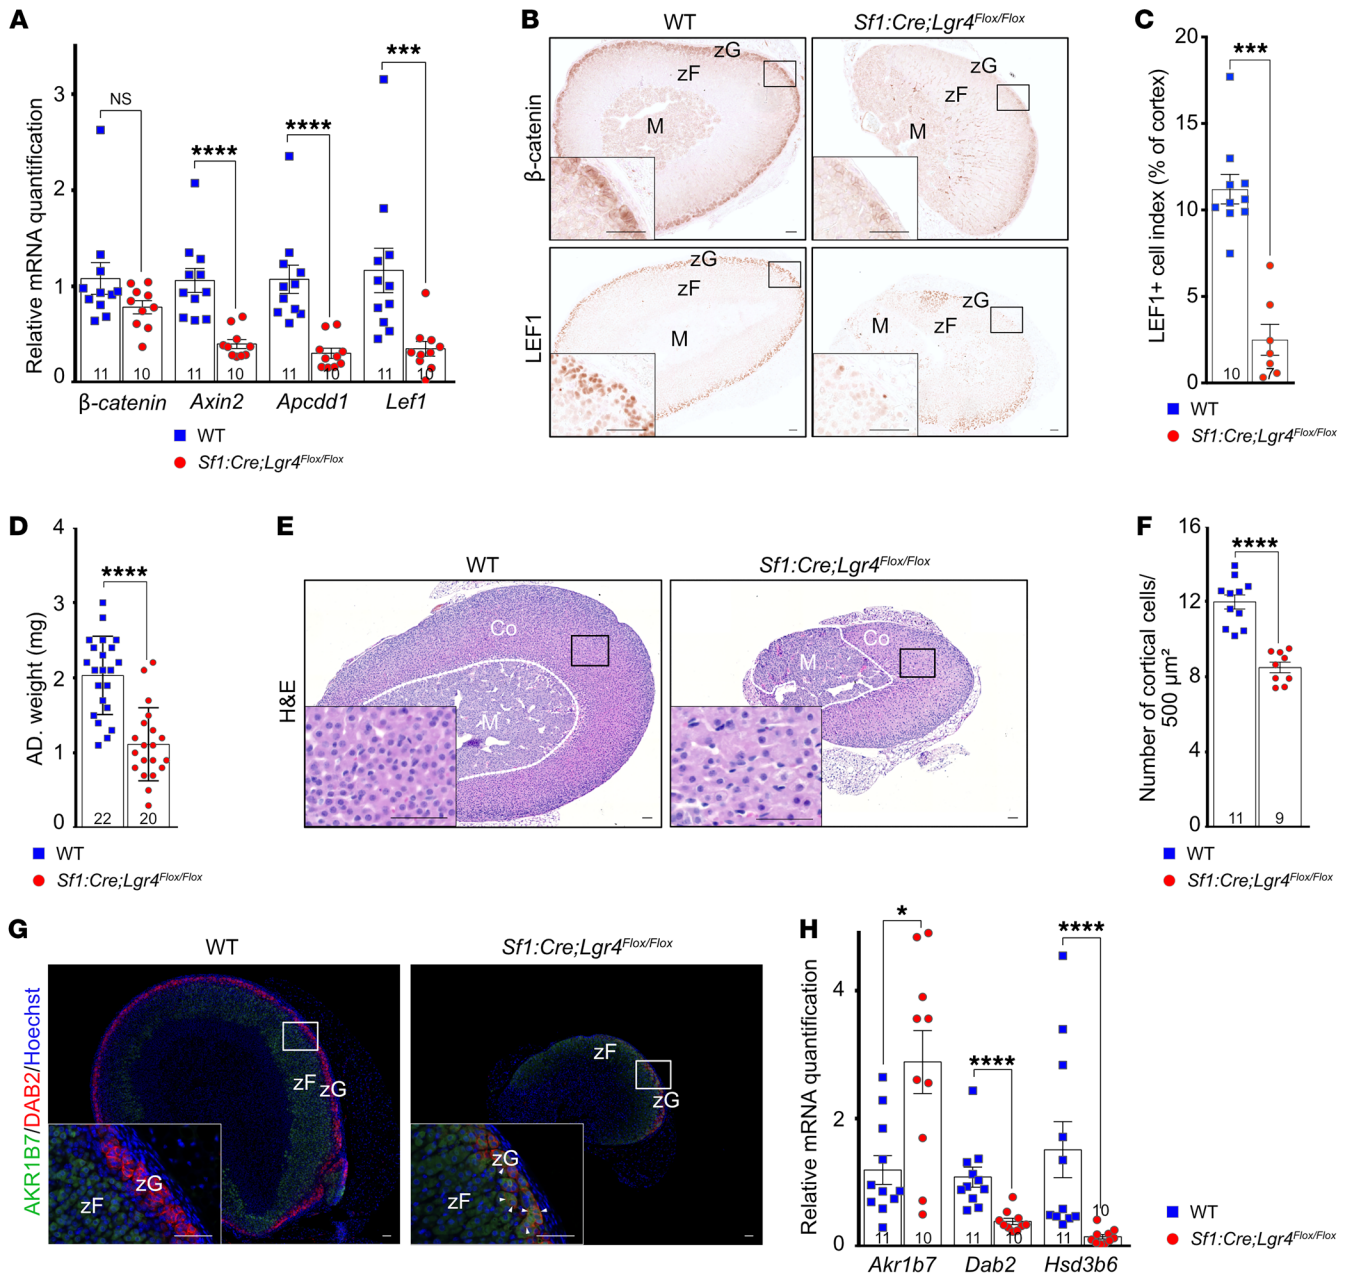 A
Relative mRNA quantification
3
2
1
0
NS
****
****
***
11
10
11
10
11
10
11
10
β-catenin
Axin2
Apcdd1
Lef1
WT
Sf1:Cre;Lgr4Flox/Flox
B
WT
Sf1:Cre;Lgr4Flox/Flox
β-catenin
zG
zF
M
zG
zF
M
LEF1
zG
zF
M
zG
zF
M
C
LEF1+ cell index (% of cortex)
20
15
10
5
0
***
10
7
WT
Sf1:Cre;Lgr4Flox/Flox
D
AD. weight (mg)
4
3
2
1
0
****
22
20
WT
Sf1:Cre;Lgr4Flox/Flox
E
WT
Sf1:Cre;Lgr4Flox/Flox
H&E
Co
M
Co
M
F
Number of cortical cells/
500 μm²
16
12
8
4
0
****
11
9
WT
Sf1:Cre;Lgr4Flox/Flox
G
WT
Sf1:Cre;Lgr4Flox/Flox
AKR1B7/DAB2/Hoechst
zF
zG
zG
zF
zF
zG
zG
zF
H
Relative mRNA quantification
4
2
0
*
****
****
11
10
11
10
11
10
Akr1b7
Dab2
Hsd3b6
WT
Sf1:Cre;Lgr4Flox/Flox